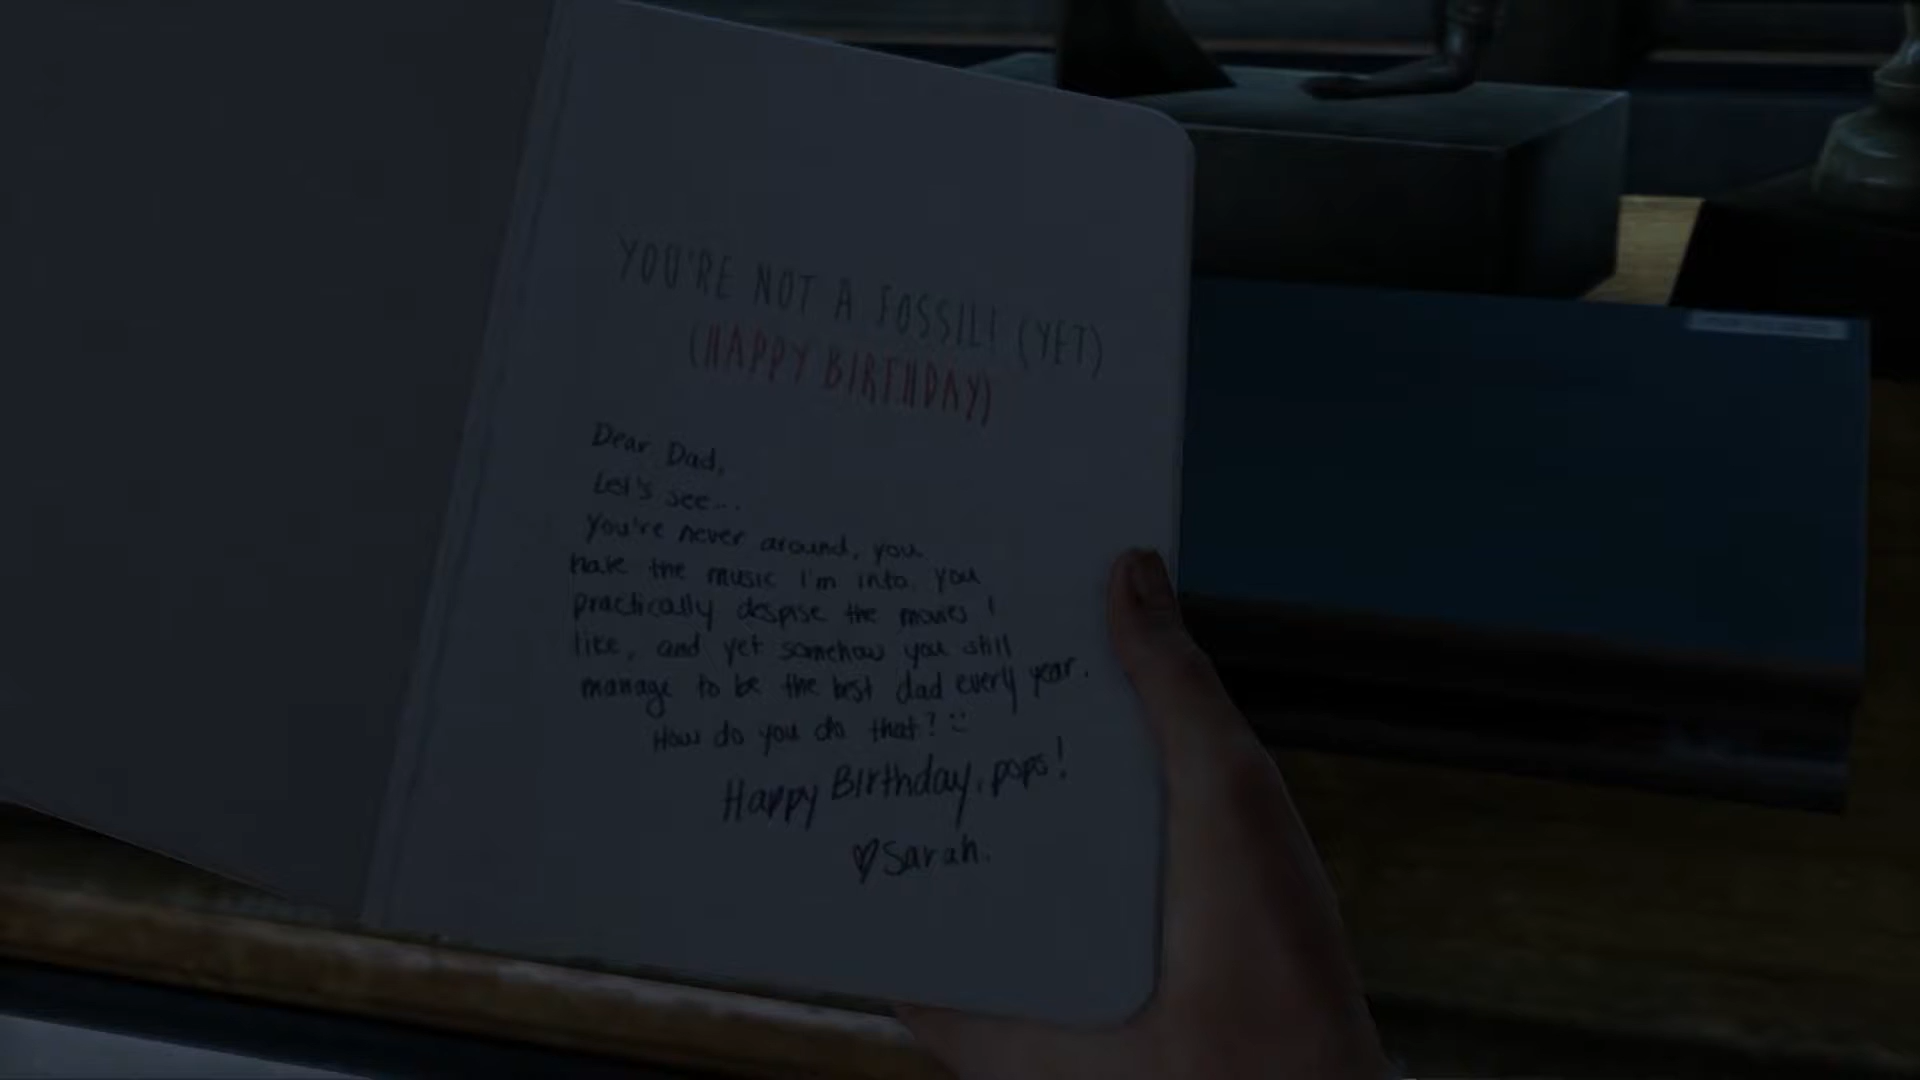 YOU'RE NOT A FOSSIL! (YET)
(HAPPY BIRTHDAY)
Dear Dad,
Let's see...
You're never around, you
hate the music I'm into, you
practically despise the movies I
like, and yet somehow you still
manage to be the best dad every year.
How do you do that? :)
Happy Birthday, pops!
♡Sarah.